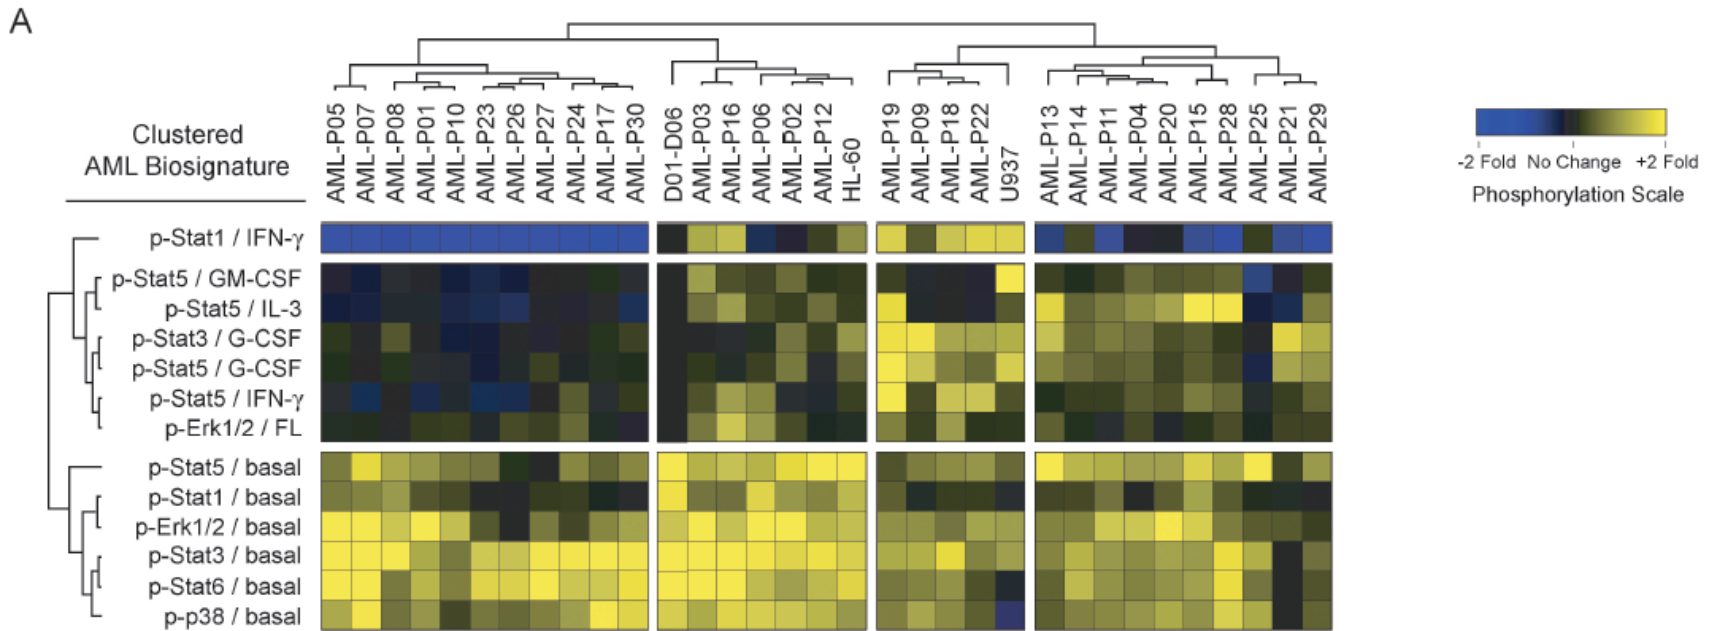 A
Clustered
AML Biosignature
AML-P05
AML-P07
AML-P08
AML-P01
AML-P10
AML-P23
AML-P26
AML-P27
AML-P24
AML-P17
AML-P30
D01-D06
AML-P03
AML-P16
AML-P06
AML-P02
AML-P12
HL-60
AML-P19
AML-P09
AML-P18
AML-P22
U937
AML-P13
AML-P14
AML-P11
AML-P04
AML-P20
AML-P15
AML-P28
AML-P25
AML-P21
AML-P29
-2 Fold No Change +2 Fold
Phosphorylation Scale
p-Stat1 / IFN-γ
p-Stat5 / GM-CSF
p-Stat5 / IL-3
p-Stat3 / G-CSF
p-Stat5 / G-CSF
p-Stat5 / IFN-γ
p-Erk1/2 / FL
p-Stat5 / basal
p-Stat1 / basal
p-Erk1/2 / basal
p-Stat3 / basal
p-Stat6 / basal
p-p38 / basal